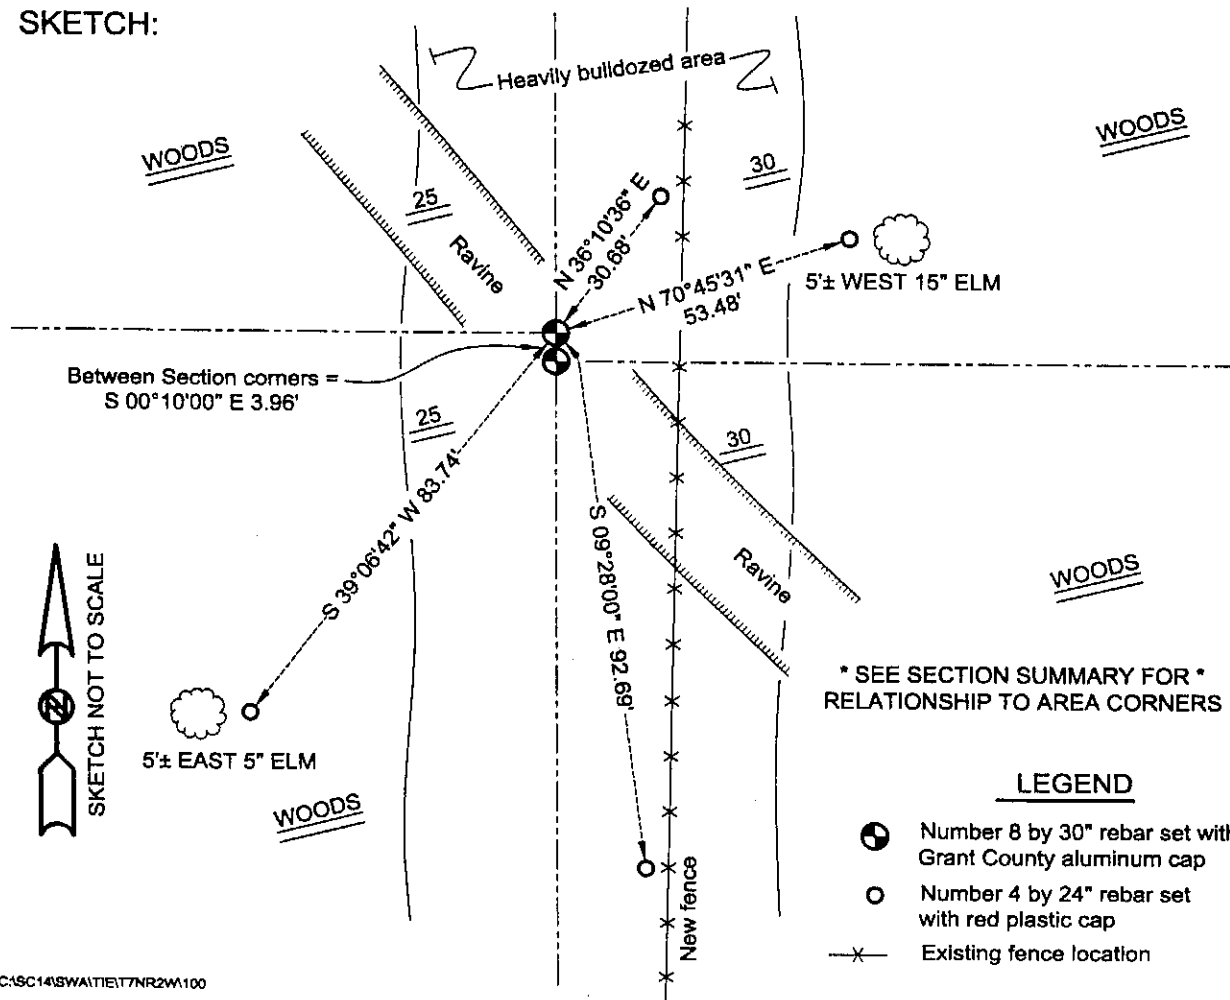 SKETCH:
Heavily bulldozed area
WOODS
WOODS
25
30
Ravine
N 36°10'36" E
30.68'
N 70°45'31" E
53.48'
5'± WEST 15" ELM
Between Section corners =
S 00°10'00" E 3.96'
25
30
S 39°06'42" W 83.74'
S 09°28'00" E 92.69'
Ravine
WOODS
SKETCH NOT TO SCALE
N
* SEE SECTION SUMMARY FOR *
RELATIONSHIP TO AREA CORNERS
5'± EAST 5" ELM
WOODS
New fence
LEGEND
Number 8 by 30" rebar set with
Grant County aluminum cap
Number 4 by 24" rebar set
with red plastic cap
Existing fence location
C:\SC14\SWA\TIE\T7NR2W\100